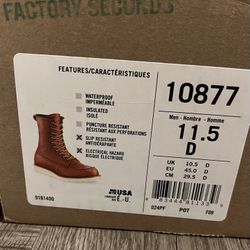 FACTORY SECONDS
FEATURES/CARACTÉRISTIQUES
WATERPROOF
IMPERMÉABLE
INSULATED
ISOLÉ
PUNCTURE RESISTANT
RÉSISTANT AUX PERFORATIONS
X SLIP-RESISTANT
ANTIDÉRAPANTE
X ELECTRICAL HAZARD
RISQUE ÉLECTRIQUE
9191400
USA
E.-U.
10877
Men - Hombre - Homme
11.5
D
UK 10.5 D
EU 45.0 D
CM 29.5 D
024PF POT F08